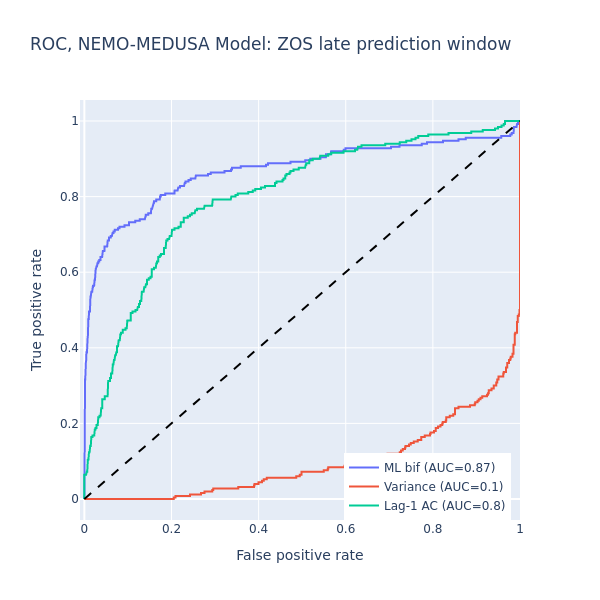 ROC, NEMO-MEDUSA Model: ZOS late prediction window
True positive rate
1
0.8
0.6
0.4
0.2
0
0
0.2
0.4
0.6
0.8
1
False positive rate
ML bif (AUC=0.87)
Variance (AUC=0.1)
Lag-1 AC (AUC=0.8)